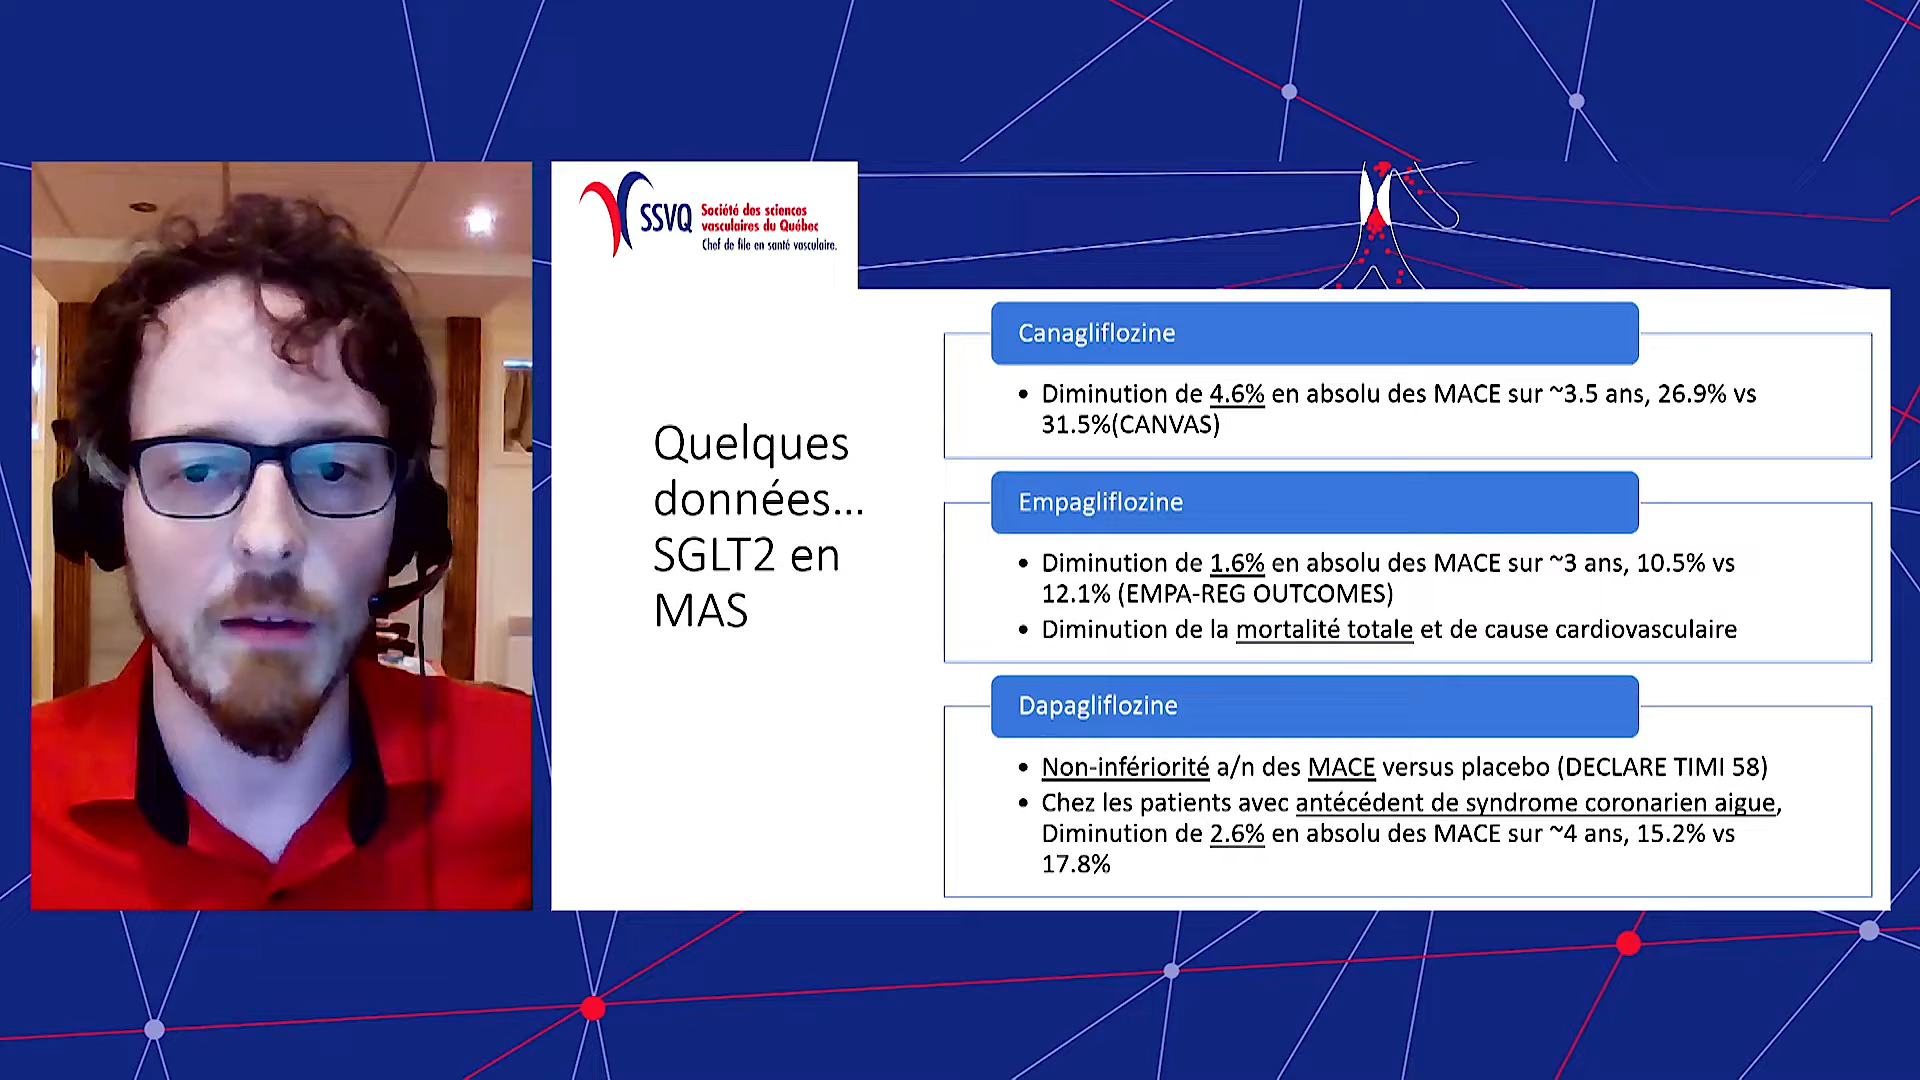 SSVQ
Société des sciences
vasculaires du Québec
Chef de file en santé vasculaire.
Quelques
données...
SGLT2 en
MAS
Canagliflozine
• Diminution de 4.6% en absolu des MACE sur ~3.5 ans, 26.9% vs
31.5%(CANVAS)
Empagliflozine
• Diminution de 1.6% en absolu des MACE sur ~3 ans, 10.5% vs
12.1% (EMPA-REG OUTCOMES)
• Diminution de la mortalité totale et de cause cardiovasculaire
Dapagliflozine
• Non-infériorité a/n des MACE versus placebo (DECLARE TIMI 58)
• Chez les patients avec antécédent de syndrome coronarien aigue,
Diminution de 2.6% en absolu des MACE sur ~4 ans, 15.2% vs
17.8%